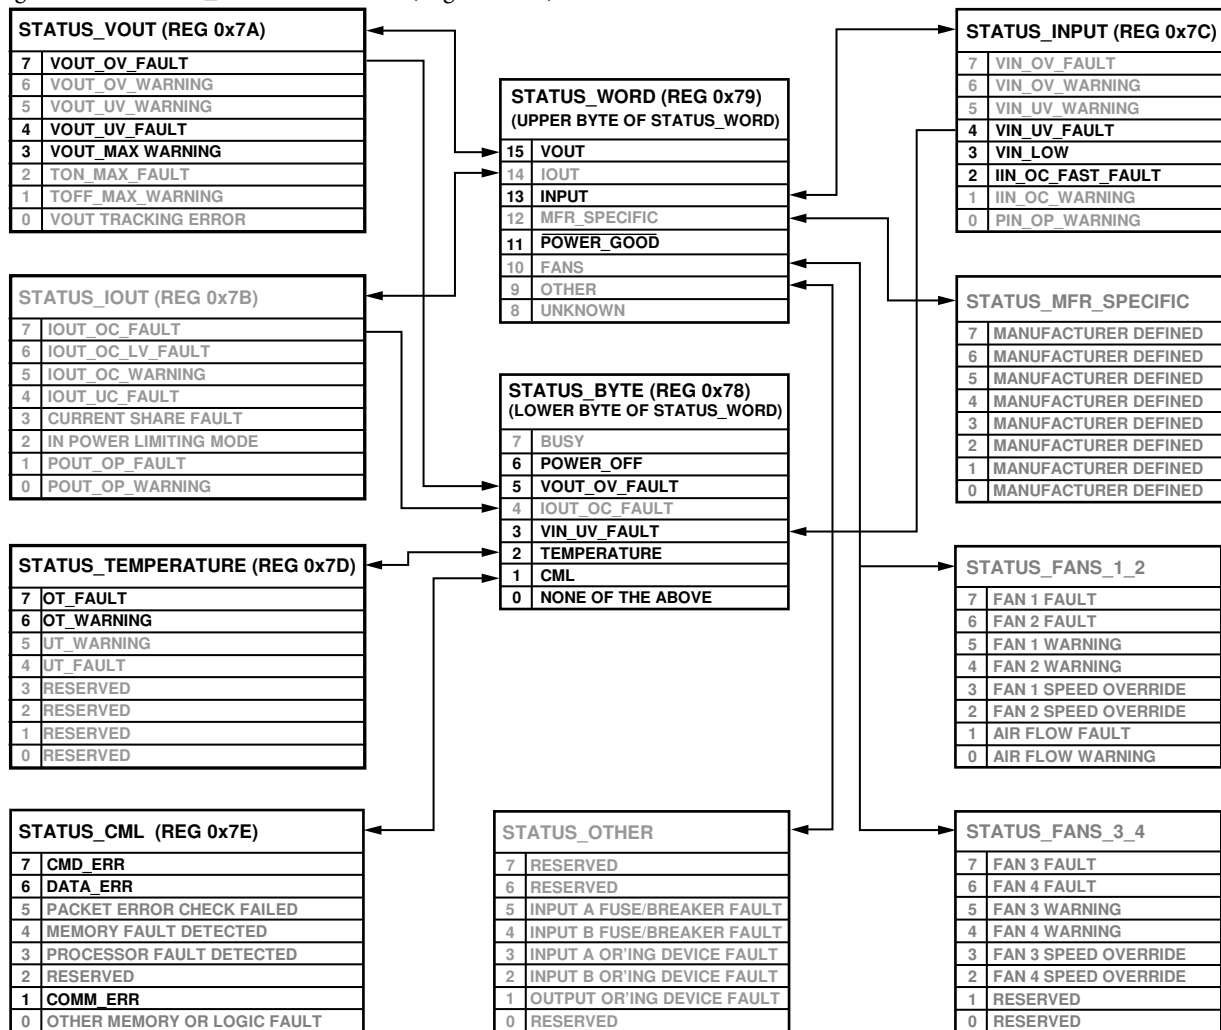 STATUS_VOUT (REG 0x7A)
7 VOUT_OV_FAULT
6 VOUT_OV_WARNING
5 VOUT_UV_WARNING
4 VOUT_UV_FAULT
3 VOUT_MAX WARNING
2 TON_MAX_FAULT
1 TOFF_MAX_WARNING
0 VOUT TRACKING ERROR
STATUS_IOUT (REG 0x7B)
7 IOUT_OC_FAULT
6 IOUT_OC_LV_FAULT
5 IOUT_OC_WARNING
4 IOUT_UC_FAULT
3 CURRENT SHARE FAULT
2 IN POWER LIMITING MODE
1 POUT_OP_FAULT
0 POUT_OP_WARNING
STATUS_TEMPERATURE (REG 0x7D)
7 OT_FAULT
6 OT_WARNING
5 UT_WARNING
4 UT_FAULT
3 RESERVED
2 RESERVED
1 RESERVED
0 RESERVED
STATUS_CML (REG 0x7E)
7 CMD_ERR
6 DATA_ERR
5 PACKET ERROR CHECK FAILED
4 MEMORY FAULT DETECTED
3 PROCESSOR FAULT DETECTED
2 RESERVED
1 COMM_ERR
0 OTHER MEMORY OR LOGIC FAULT
STATUS_WORD (REG 0x79)
(UPPER BYTE OF STATUS_WORD)
15 VOUT
14 IOUT
13 INPUT
12 MFR_SPECIFIC
11 POWER_GOOD
10 FANS
9 OTHER
8 UNKNOWN
STATUS_BYTE (REG 0x78)
(LOWER BYTE OF STATUS_WORD)
7 BUSY
6 POWER_OFF
5 VOUT_OV_FAULT
4 IOUT_OC_FAULT
3 VIN_UV_FAULT
2 TEMPERATURE
1 CML
0 NONE OF THE ABOVE
STATUS_OTHER
7 RESERVED
6 RESERVED
5 INPUT A FUSE/BREAKER FAULT
4 INPUT B FUSE/BREAKER FAULT
3 INPUT A OR'ING DEVICE FAULT
2 INPUT B OR'ING DEVICE FAULT
1 OUTPUT OR'ING DEVICE FAULT
0 RESERVED
STATUS_INPUT (REG 0x7C)
7 VIN_OV_FAULT
6 VIN_OV_WARNING
5 VIN_UV_WARNING
4 VIN_UV_FAULT
3 VIN_LOW
2 IIN_OC_FAST_FAULT
1 IIN_OC_WARNING
0 PIN_OP_WARNING
STATUS_MFR_SPECIFIC
7 MANUFACTURER DEFINED
6 MANUFACTURER DEFINED
5 MANUFACTURER DEFINED
4 MANUFACTURER DEFINED
3 MANUFACTURER DEFINED
2 MANUFACTURER DEFINED
1 MANUFACTURER DEFINED
0 MANUFACTURER DEFINED
STATUS_FANS_1_2
7 FAN 1 FAULT
6 FAN 2 FAULT
5 FAN 1 WARNING
4 FAN 2 WARNING
3 FAN 1 SPEED OVERRIDE
2 FAN 2 SPEED OVERRIDE
1 AIR FLOW FAULT
0 AIR FLOW WARNING
STATUS_FANS_3_4
7 FAN 3 FAULT
6 FAN 4 FAULT
5 FAN 3 WARNING
4 FAN 4 WARNING
3 FAN 3 SPEED OVERRIDE
2 FAN 4 SPEED OVERRIDE
1 RESERVED
0 RESERVED